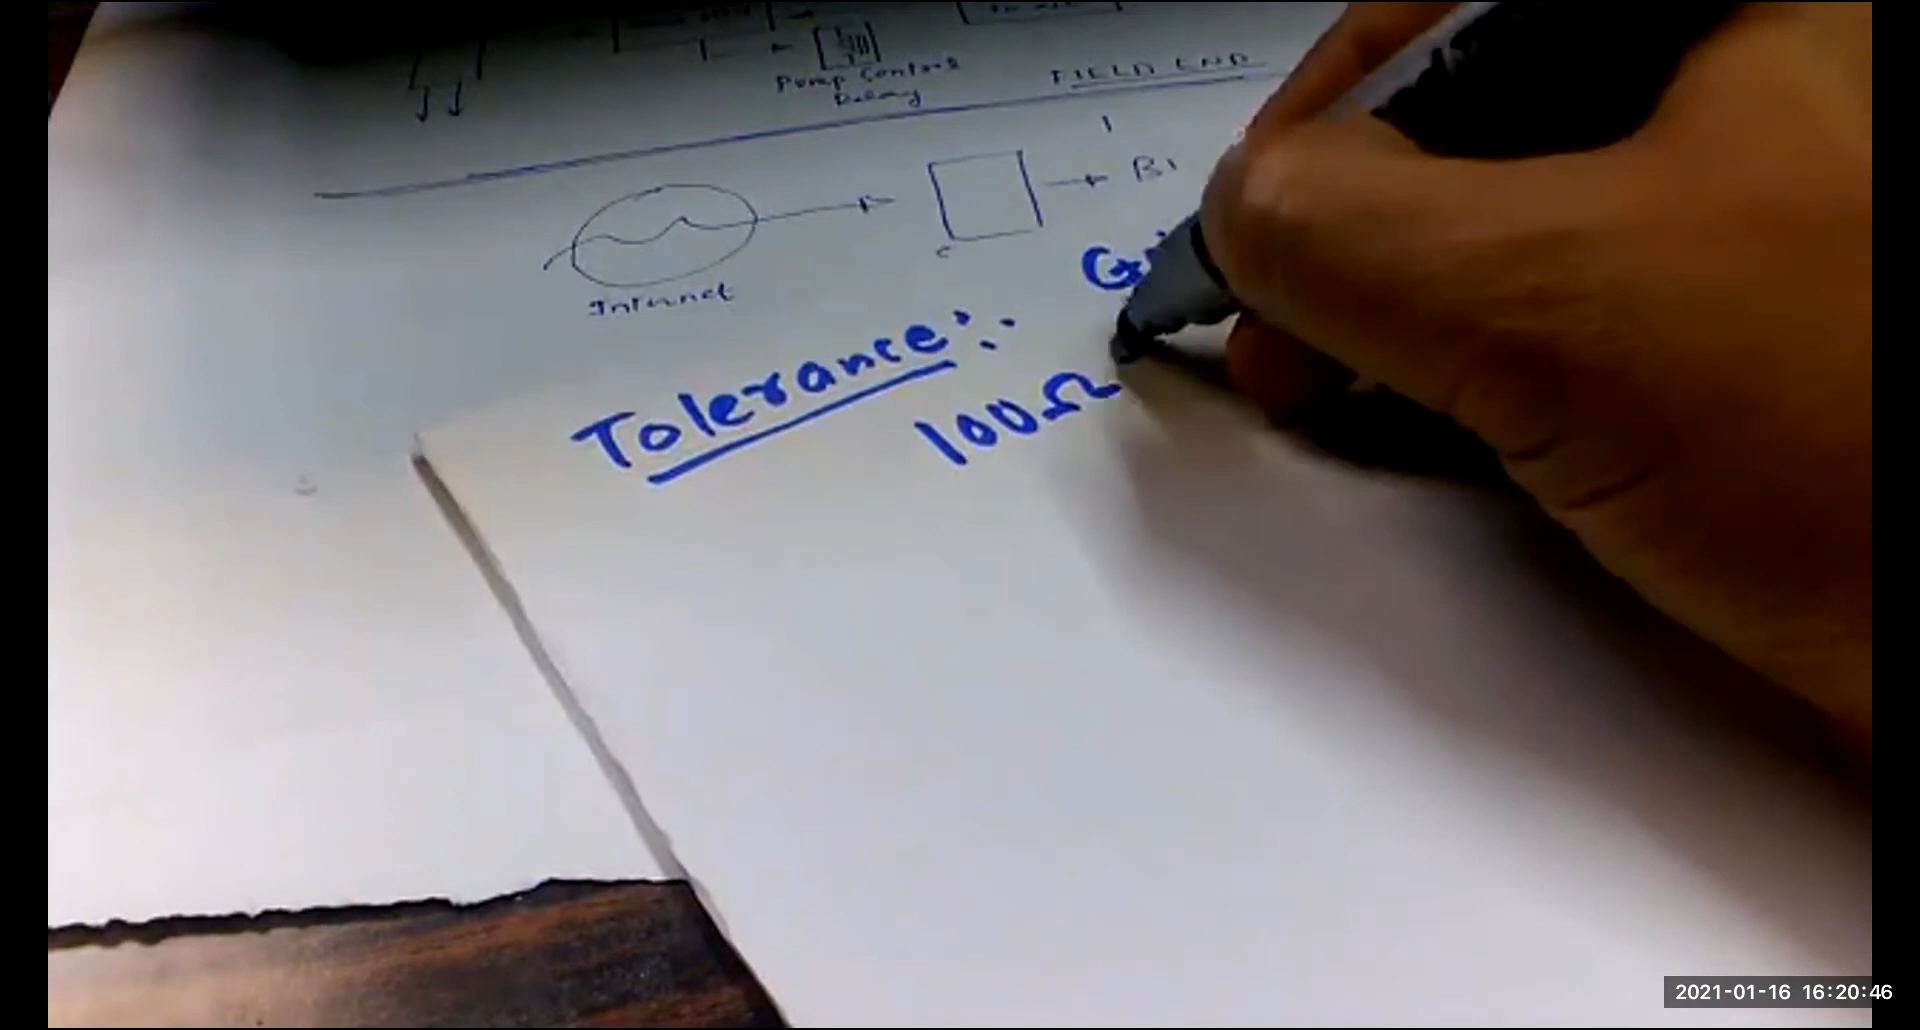 Pump Control
Relay
FIELD END
B1
Internet
Tolerance:
100Ω
2021-01-16 16:20:46